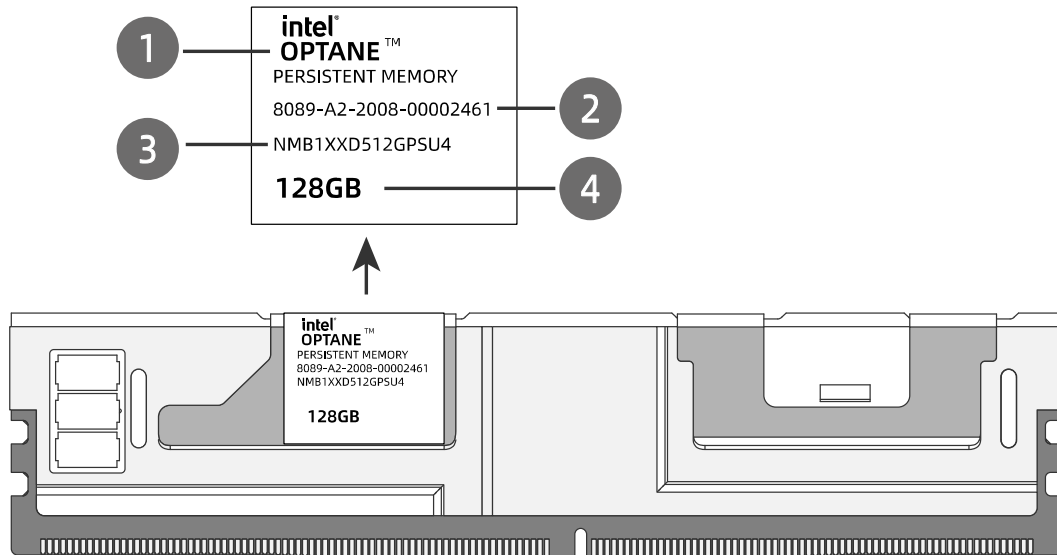 intel®
1 OPTANE™
PERSISTENT MEMORY
8089-A2-2008-00002461 2
3 NMB1XXD512GPSU4
128GB 4
intel®
OPTANE™
PERSISTENT MEMORY
8089-A2-2008-00002461
NMB1XXD512GPSU4
128GB